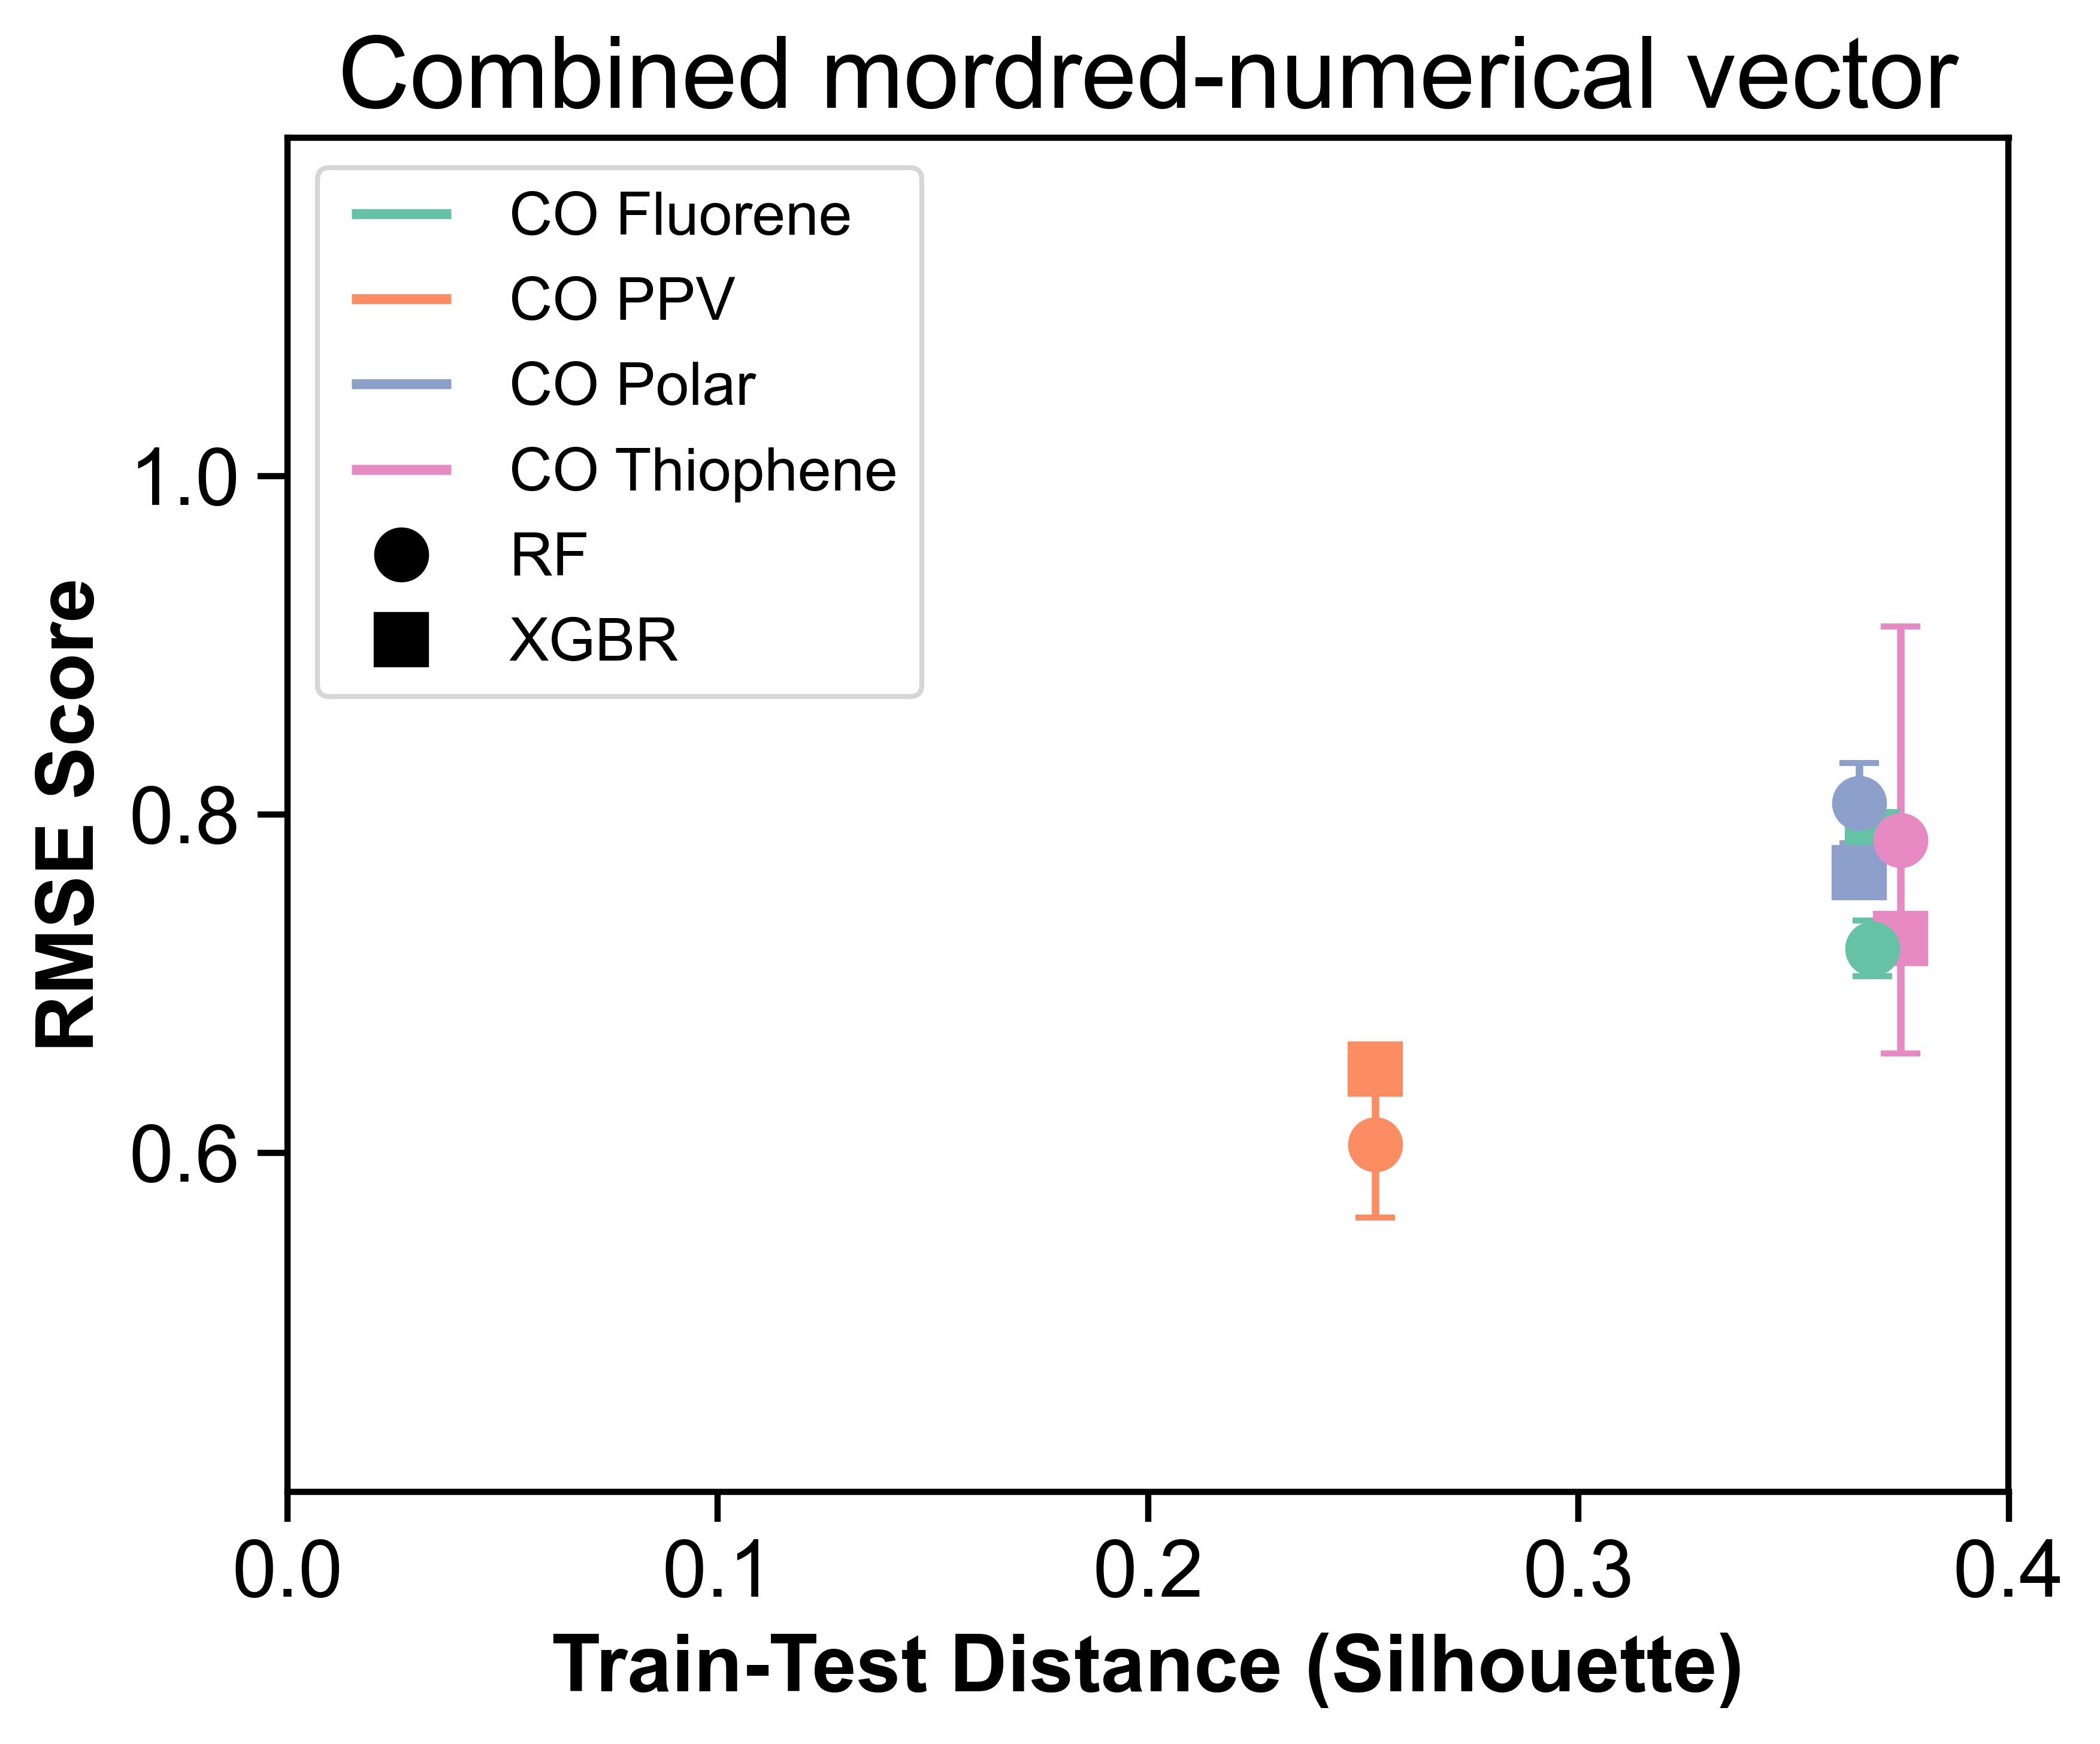 Combined mordred-numerical vector
CO Fluorene
CO PPV
CO Polar
CO Thiophene
RF
XGBR
RMSE Score
1.0
0.8
0.6
0.0 0.1 0.2 0.3 0.4
Train-Test Distance (Silhouette)